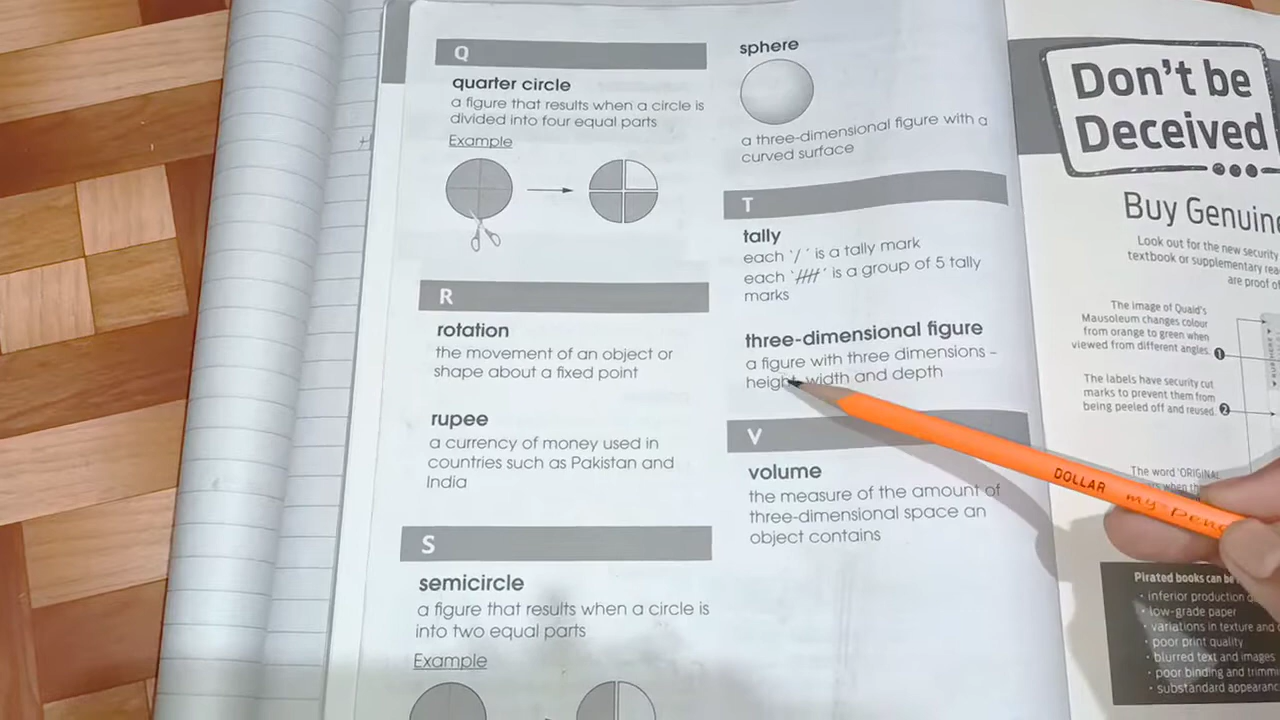 Q
quarter circle
a figure that results when a circle is
divided into four equal parts
Example
R
rotation
the movement of an object or
shape about a fixed point
rupee
a currency of money used in
countries such as Pakistan and
India
S
semicircle
a figure that results when a circle is
into two equal parts
Example
sphere
a three-dimensional figure with a
curved surface
T
tally
each '/' is a tally mark
each '////' is a group of 5 tally
marks
three-dimensional figure
a figure with three dimensions –
height, width and depth
V
volume
the measure of the amount of
three-dimensional space an
object contains
DOLLAR my-penc
Don't be
Deceived
Buy Genuine
Look out for the new security
textbook or supplementary
are proof
The image of Quaid's
Mausoleum changes colour
from orange to green when
viewed from different angles. 1
The labels have security cut
marks to prevent them from
being peeled off and reused. 2
The word 'ORIGINAL
when
Pirated books can be
• inferior production
• low-grade paper
• variations in texture and
• poor print quality
• blurred text and images
• poor binding and
• substandard